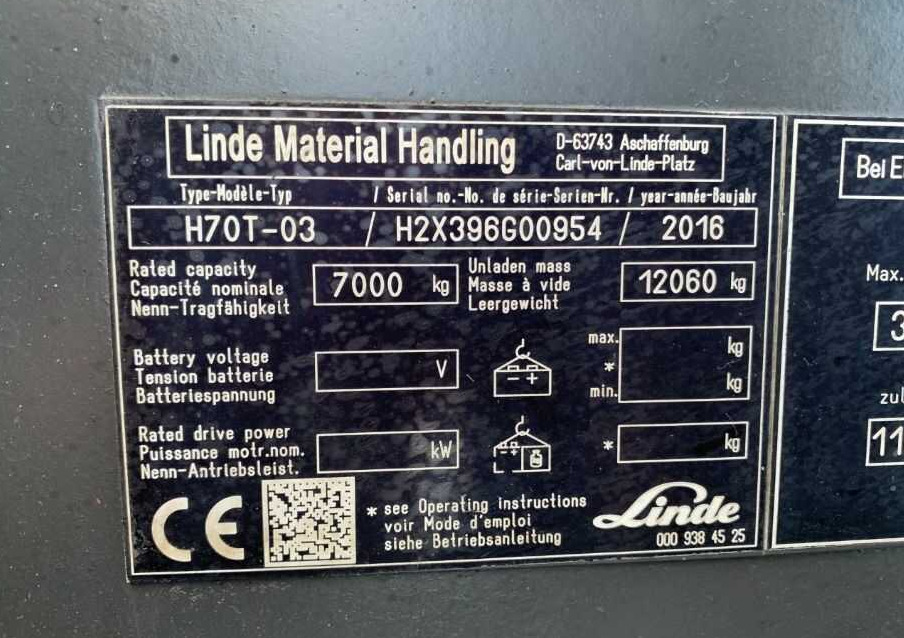 Linde Material Handling
D-63743 Aschaffenburg
Carl-von-Linde-Platz
Type-Modèle-Typ / Serial no.-No. de série-Serien-Nr. / year-année-Baujahr
H70T-03 / H2X396G00954 / 2016
Rated capacity
Capacité nominale
Nenn-Tragfähigkeit
7000 kg
Unladen mass
Masse à vide
Leergewicht
12060 kg
Battery voltage
Tension batterie
Batteriespannung
V
- +
max. kg
*
min. kg
Rated drive power
Puissance motr.nom.
Nenn-Antriebsleist.
kW
* kg
CE
* see Operating instructions
voir Mode d'emploi
siehe Betriebsanleitung
Linde
000 938 45 25
Bei
Max.
3
11